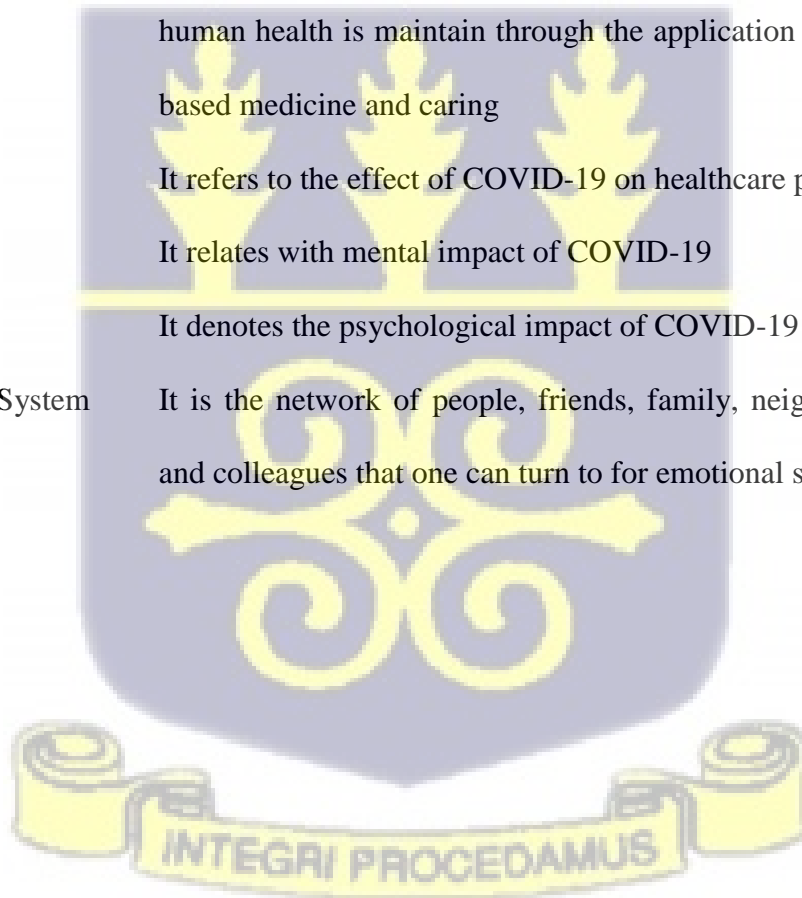 human health is maintain through the application
based medicine and caring
It refers to the effect of COVID-19 on healthcare
It relates with mental impact of COVID-19
It denotes the psychological impact of COVID-19
System It is the network of people, friends, family,
and colleagues that one can turn to for emotional
INTEGRI PROCEDAMUS